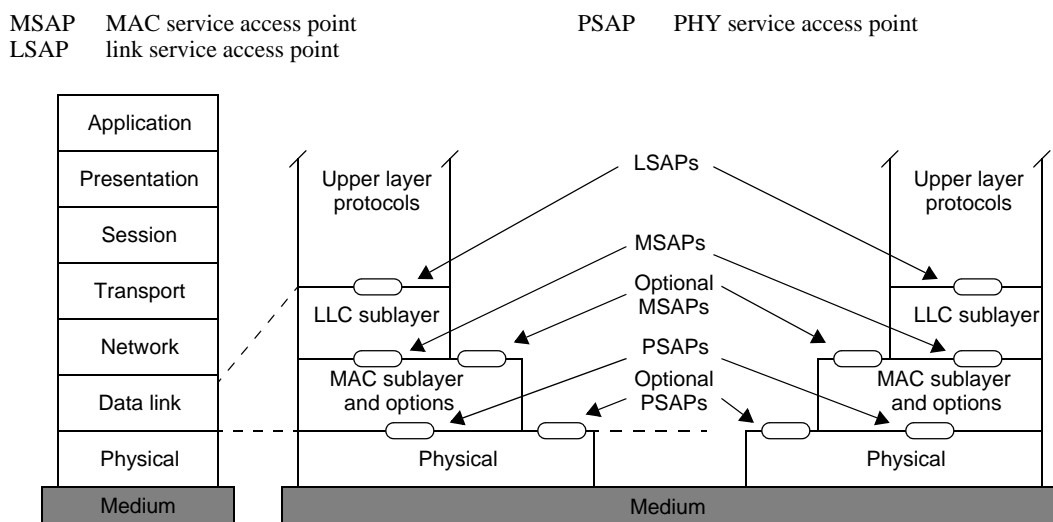 MSAP MAC service access point
PSAP PHY service access point
LSAP link service access point
Application
Presentation
Session
Transport
Network
Data link
Physical
Medium
Upper layer
protocols
LLC sublayer
MAC sublayer
and options
Physical
LSAPs
MSAPs
Optional
MSAPs
PSAPs
Optional
PSAPs
Upper layer
protocols
LLC sublayer
MAC sublayer
and options
Physical
Medium